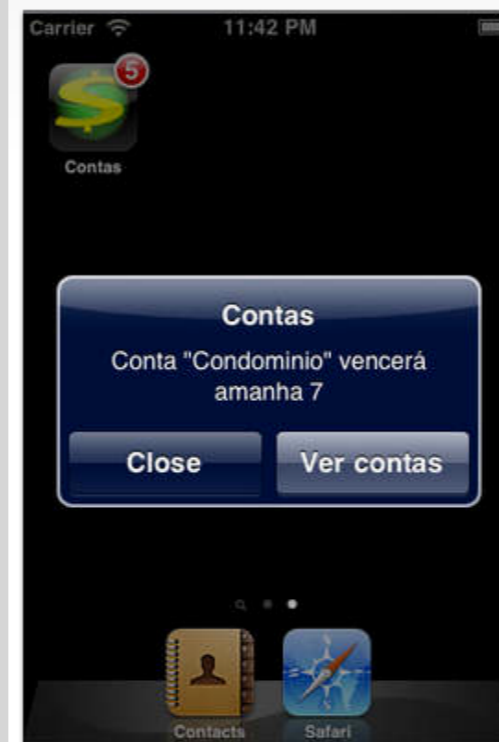 Carrier 11:42 PM
5
Contas
Contas
Conta "Condominio" vencerá
amanha 7
Close Ver contas
Contacts Safari